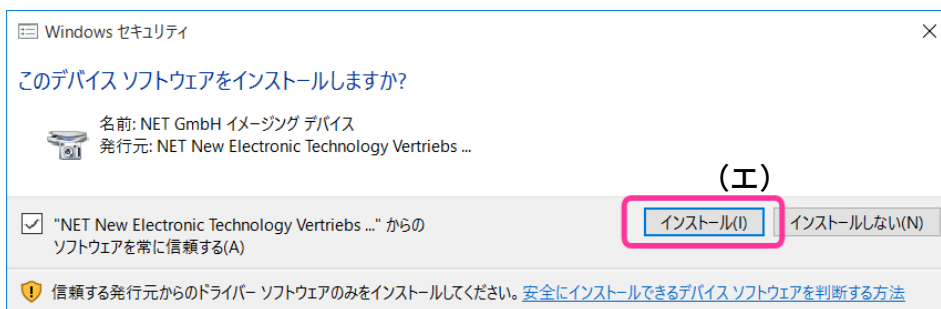 Windows セキュリティ
このデバイス ソフトウェアをインストールしますか?
名前: NET GmbH イメージング デバイス
発行元: NET New Electronic Technology Vertriebs ...
(エ)
"NET New Electronic Technology Vertriebs ..." からの
ソフトウェアを常に信頼する(A)
インストール(I)
インストールしない(N)
信頼する発行元からのドライバー ソフトウェアのみをインストールしてください。安全にインストールできるデバイス ソフトウェアを判断する方法